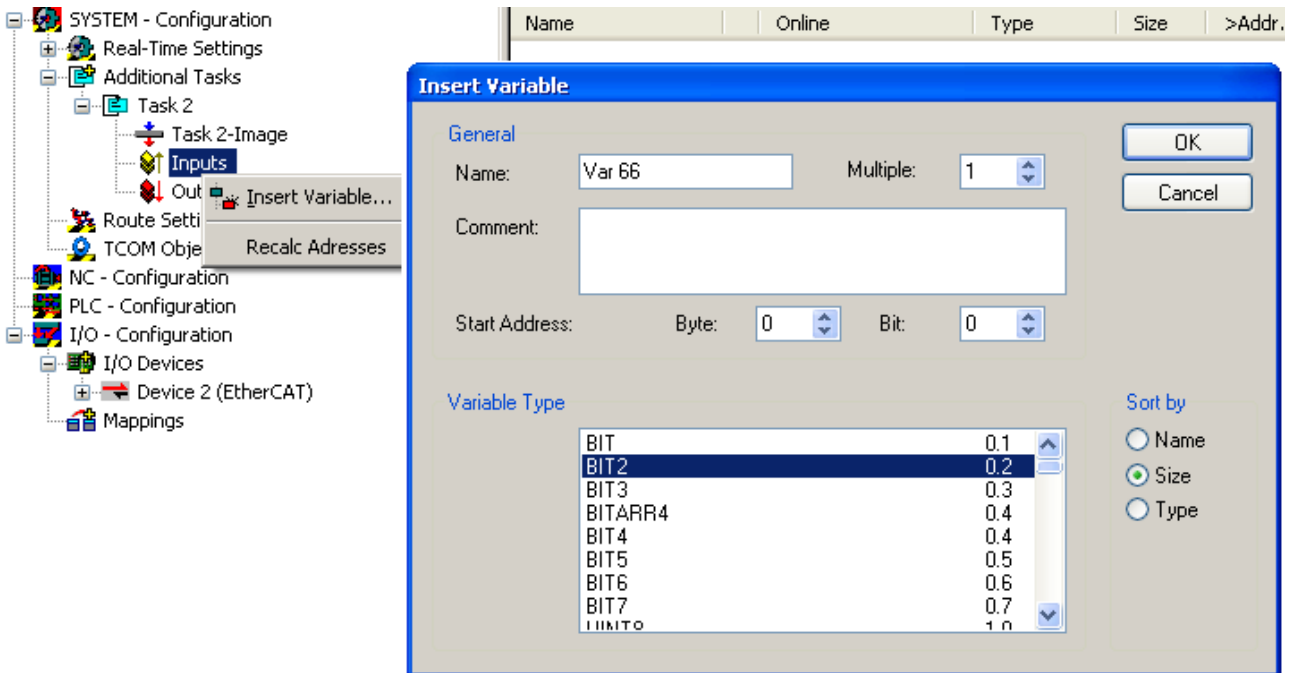 SYSTEM - Configuration
Real-Time Settings
Additional Tasks
Task 2
Task 2-Image
Inputs
Out
Insert Variable...
Recalc Adresses
Route Setti
TCOM Obje
NC - Configuration
PLC - Configuration
I/O - Configuration
I/O Devices
Device 2 (EtherCAT)
Mappings
Name Online Type Size >Addr.
Insert Variable
General
Name: Var 66 Multiple: 1
Comment:
Start Address: Byte: 0 Bit: 0
OK
Cancel
Variable Type
BIT 0.1
BIT2 0.2
BIT3 0.3
BITARR4 0.4
BIT4 0.4
BIT5 0.5
BIT6 0.6
BIT7 0.7
Sort by
Name
Size
Type